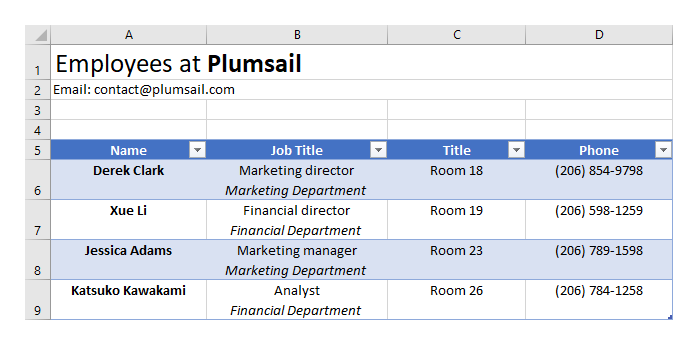 A B C D
1 Employees at Plumsail
2 Email: contact@plumsail.com
3
4
5 Name Job Title Title Phone
Derek Clark Marketing director Room 18 (206) 854-9798
6 Marketing Department
Xue Li Financial director Room 19 (206) 598-1259
7 Financial Department
Jessica Adams Marketing manager Room 23 (206) 789-1598
8 Marketing Department
Katsuko Kawakami Analyst Room 26 (206) 784-1258
9 Financial Department